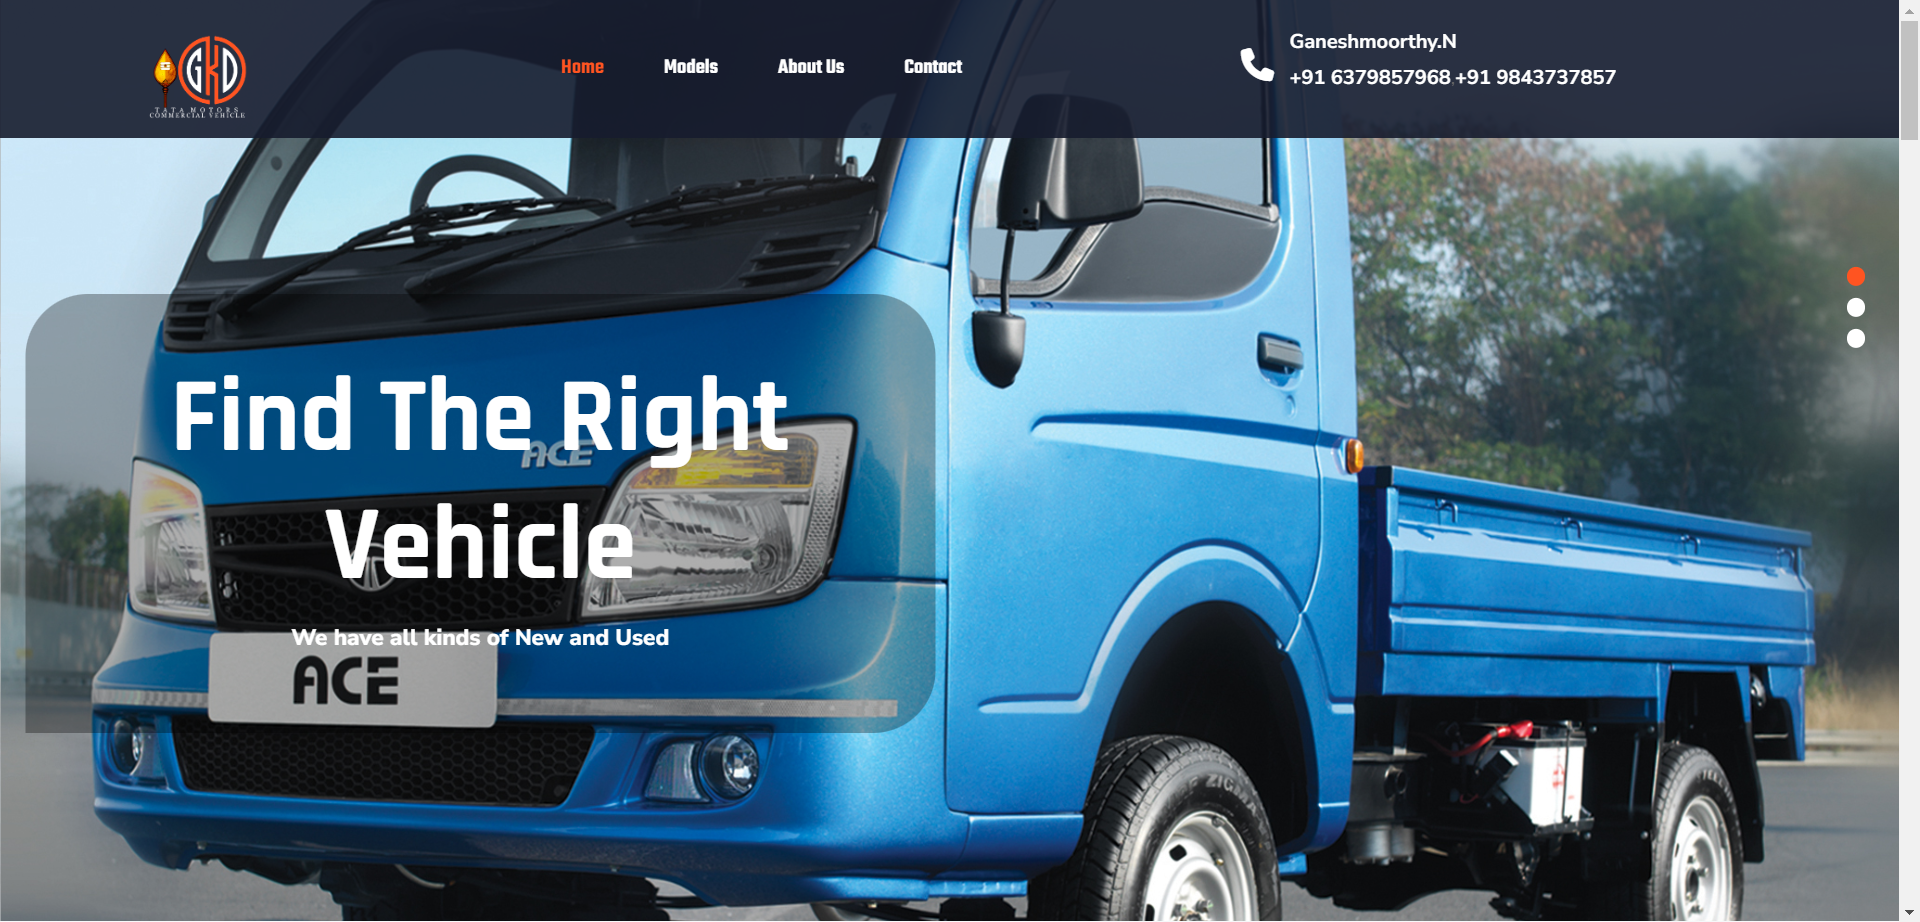 GKD
TATA MOTORS
COMMERCIAL VEHICLE
Home
Models
About Us
Contact
Ganeshmoorthy.N
+91 6379857968,+91 9843737857
Find The Right
Vehicle
ACE
We have all kinds of New and Used
ACE